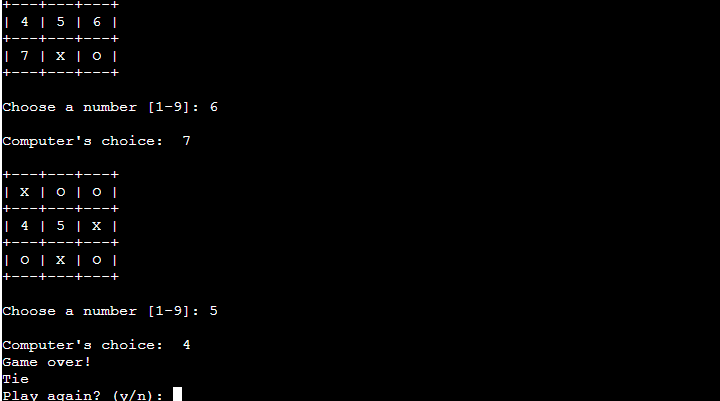 +---+---+---+
| 4 | 5 | 6 |
+---+---+---+
| 7 | X | O |
+---+---+---+
Choose a number [1-9]: 6
Computer's choice:  7
+---+---+---+
| X | O | O |
+---+---+---+
| 4 | 5 | X |
+---+---+---+
| O | X | O |
+---+---+---+
Choose a number [1-9]: 5
Computer's choice:  4
Game over!
Tie
Play again? (y/n):